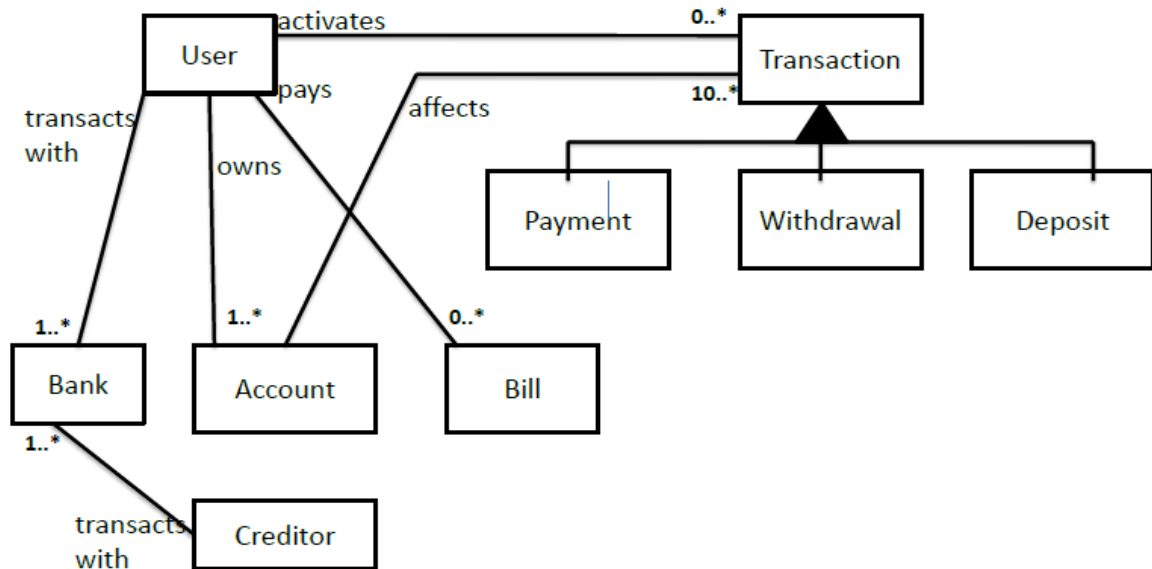 activates
0..*
User
Transaction
pays
10..*
affects
transacts
with
owns
Payment
Withdrawal
Deposit
1..*
1..*
0..*
Bank
Account
Bill
1..*
transacts
with
Creditor